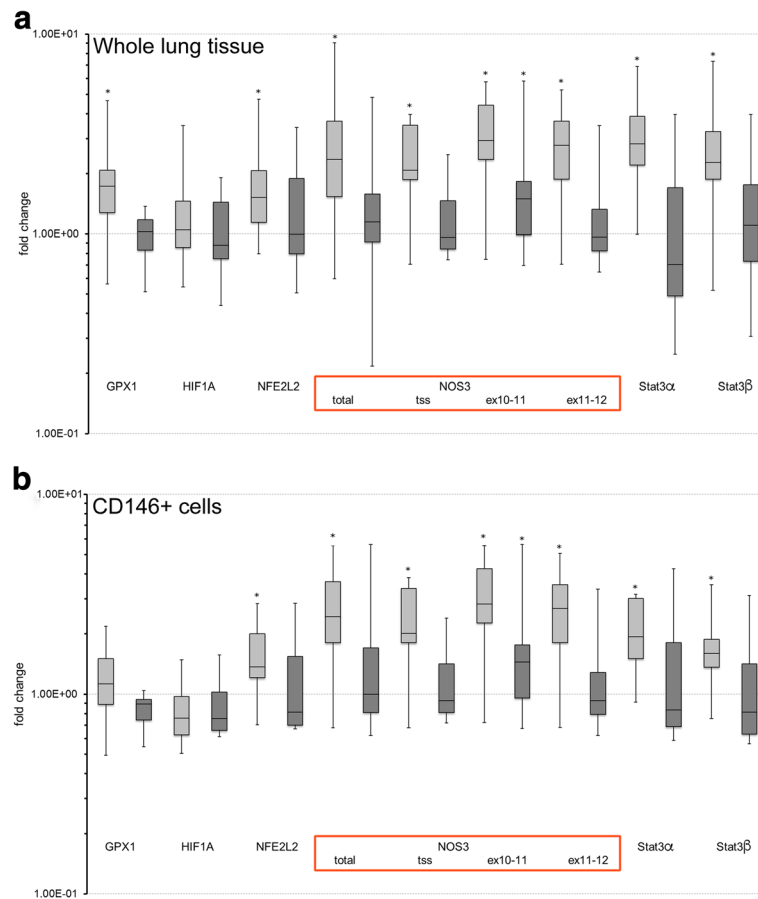 a
1.00E+01
Whole lung tissue
* * * * * * * * *
fold change
1.00E+00
GPX1 HIF1A NFE2L2 NOS3 Stat3α Stat3β
total tss ex10-11 ex11-12
1.00E-01
b
1.00E+01
CD146+ cells
* * * * * * * *
fold change
1.00E+00
GPX1 HIF1A NFE2L2 NOS3 Stat3α Stat3β
total tss ex10-11 ex11-12
1.00E-01